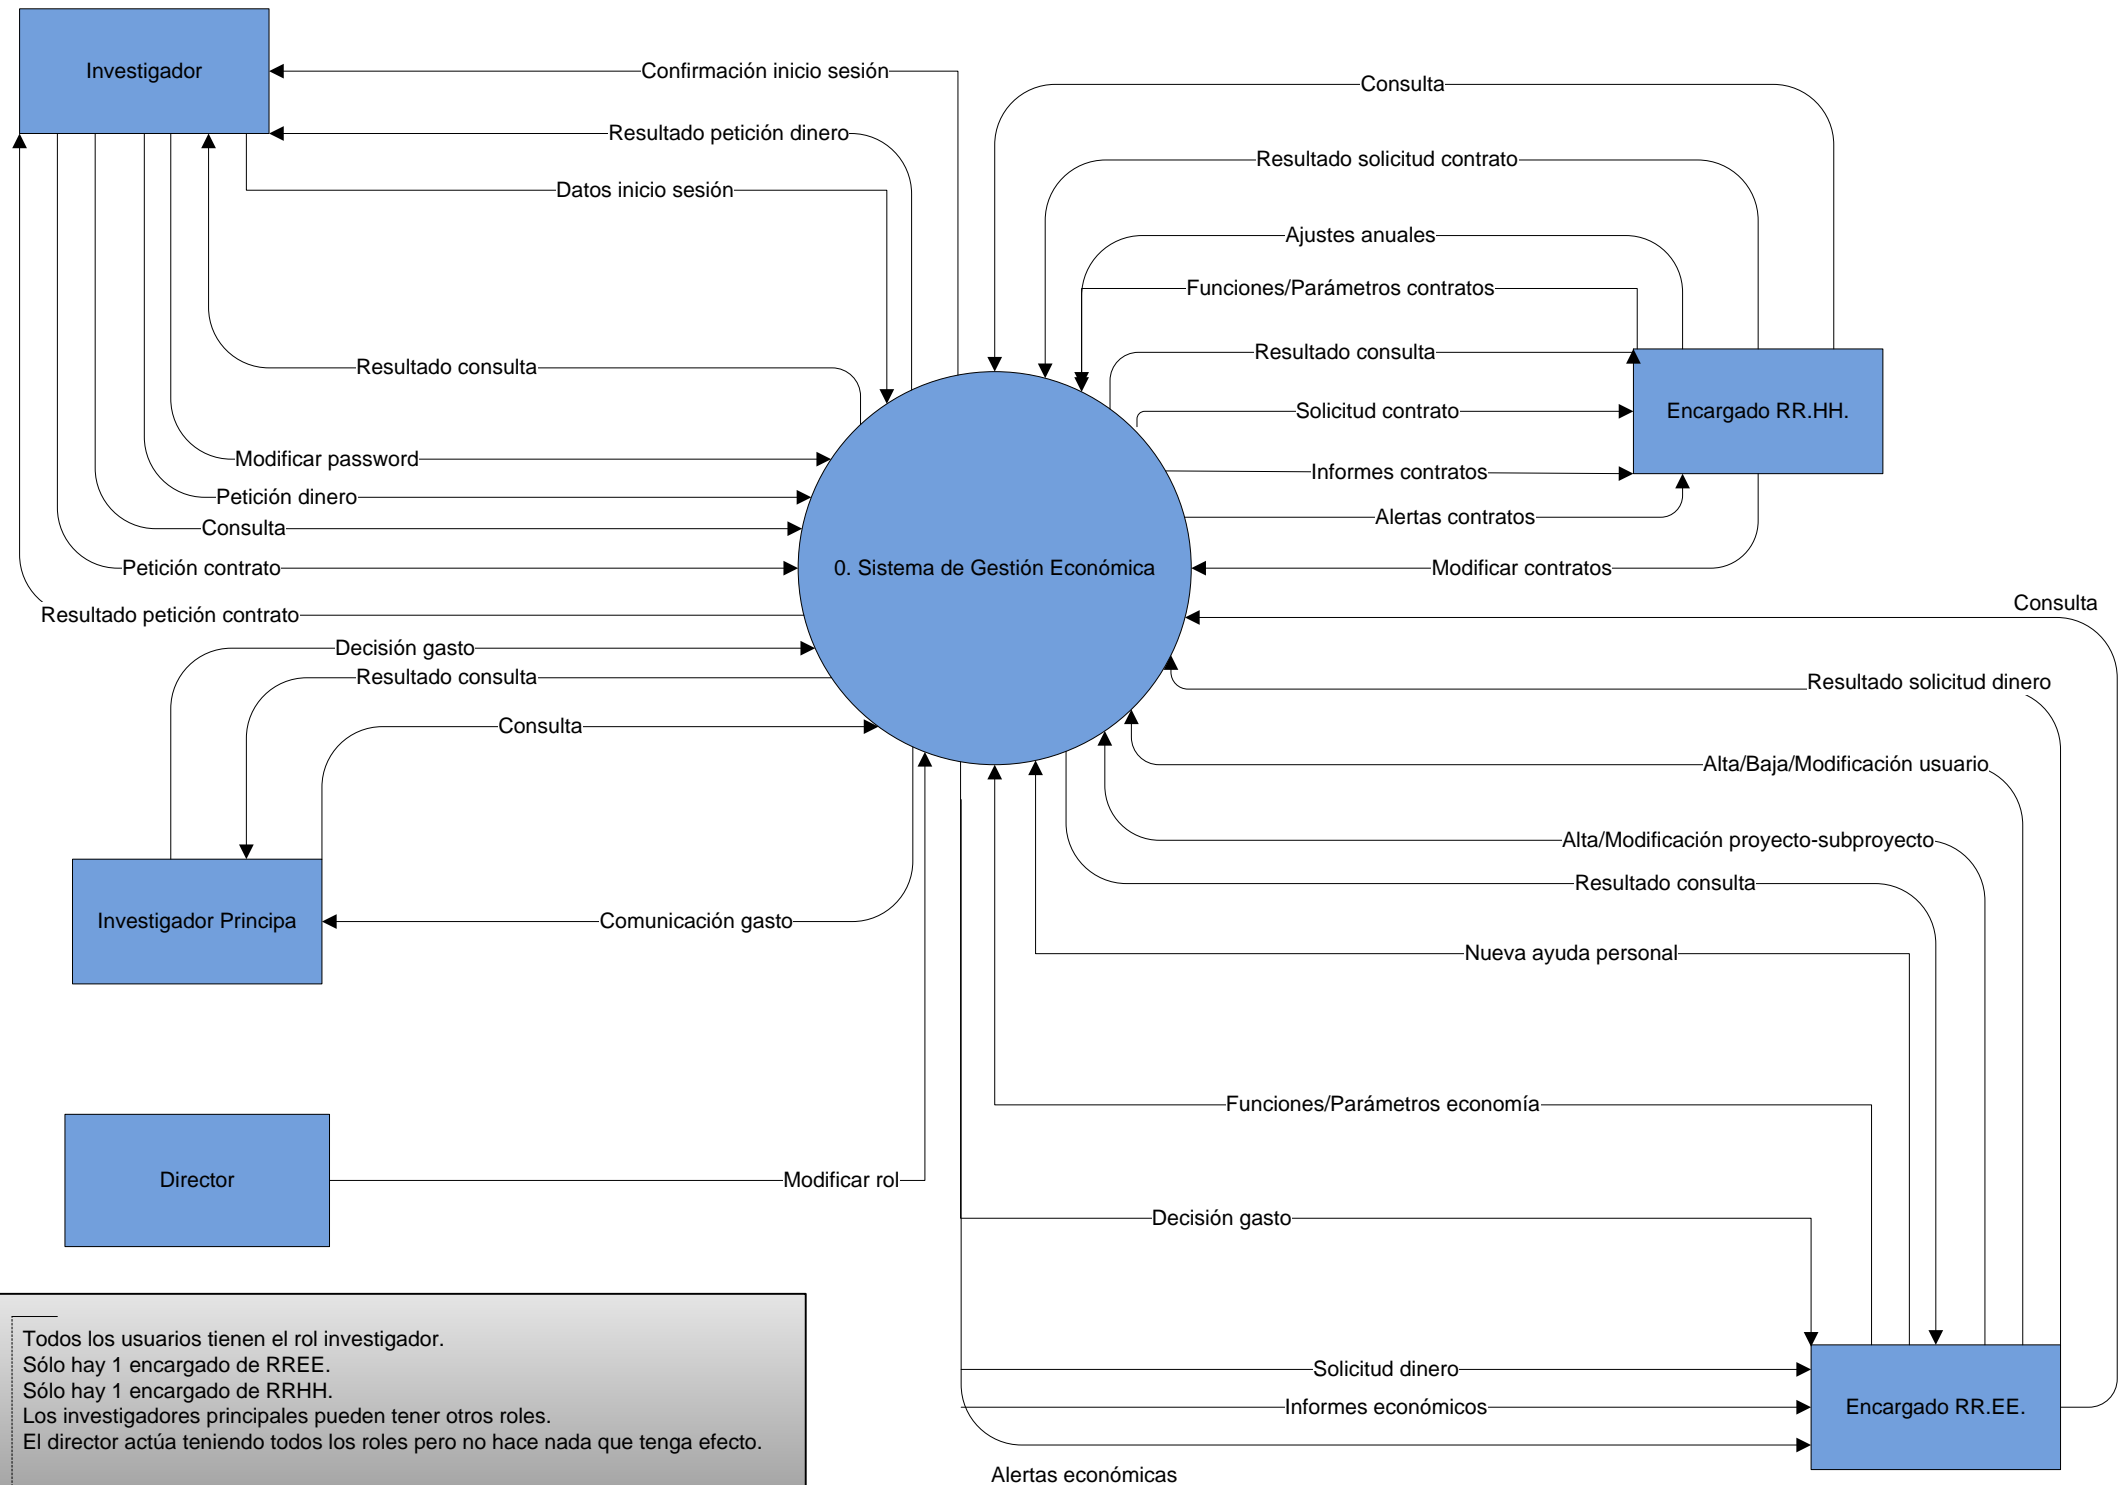 Investigador
Confirmación inicio sesión
Consulta
Resultado petición dinero
Resultado solicitud contrato
Datos inicio sesión
Ajustes anuales
Funciones/Parámetros contratos
Resultado consulta
Resultado consulta
Solicitud contrato
Encargado RR.HH.
Modificar password
Informes contratos
Petición dinero
Alertas contratos
Consulta
Petición contrato
0. Sistema de Gestión Económica
Modificar contratos
Consulta
Resultado petición contrato
Decisión gasto
Resultado consulta
Resultado solicitud dinero
Consulta
Alta/Baja/Modificación usuario
Alta/Modificación proyecto-subproyecto
Resultado consulta
Investigador Principa
Comunicación gasto
Nueva ayuda personal
Funciones/Parámetros economía
Director
Modificar rol
Decisión gasto
Todos los usuarios tienen el rol investigador.
Sólo hay 1 encargado de RREE.
Sólo hay 1 encargado de RRHH.
Los investigadores principales pueden tener otros roles.
El director actúa teniendo todos los roles pero no hace nada que tenga efecto.
Solicitud dinero
Informes económicos
Encargado RR.EE.
Alertas económicas